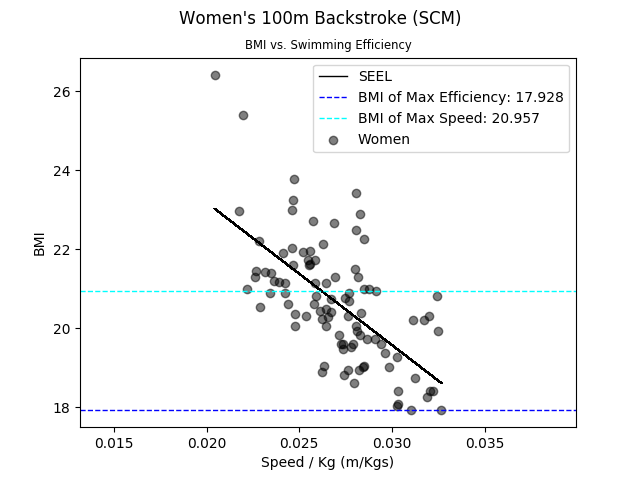 Women's 100m Backstroke (SCM)
BMI vs. Swimming Efficiency
SEEL
BMI of Max Efficiency: 17.928
BMI of Max Speed: 20.957
Women
26
24
22
20
18
BMI
0.015
0.020
0.025
0.030
0.035
Speed / Kg (m/Kgs)